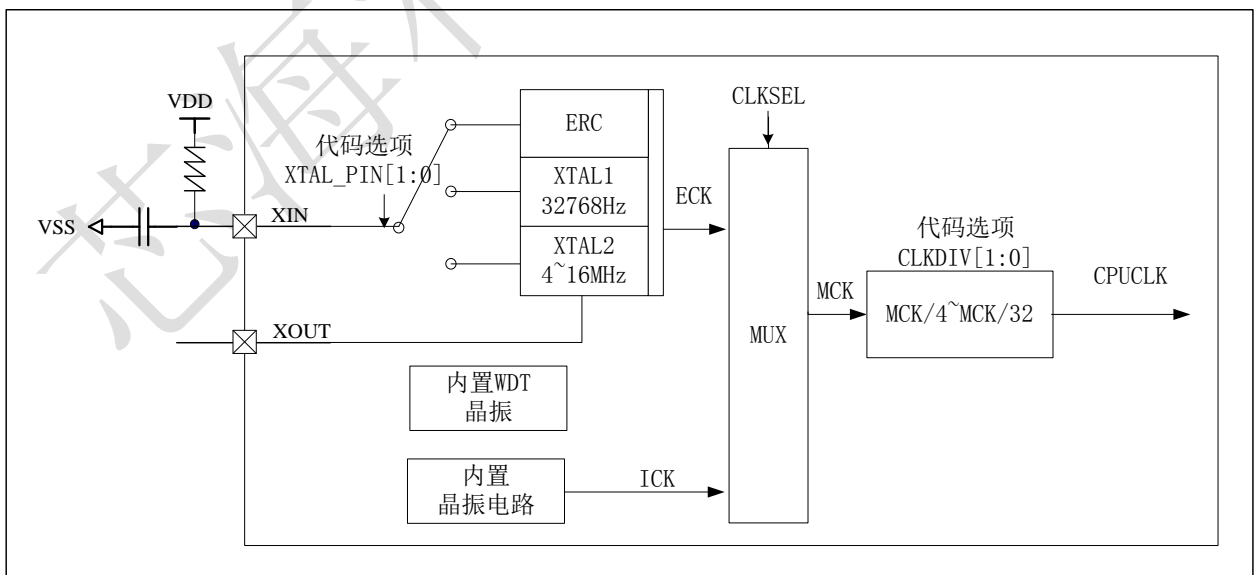 芯海
VDD
代码选项
XTAL_PIN[1:0]
VSS
XIN
XOUT
ERC
XTAL1
32768Hz
XTAL2
4~16MHz
ECK
CLKSEL
MUX
MCK
代码选项
CLKDIV[1:0]
MCK/4~MCK/32
CPUCLK
内置WDT
晶振
内置
晶振电路
ICK